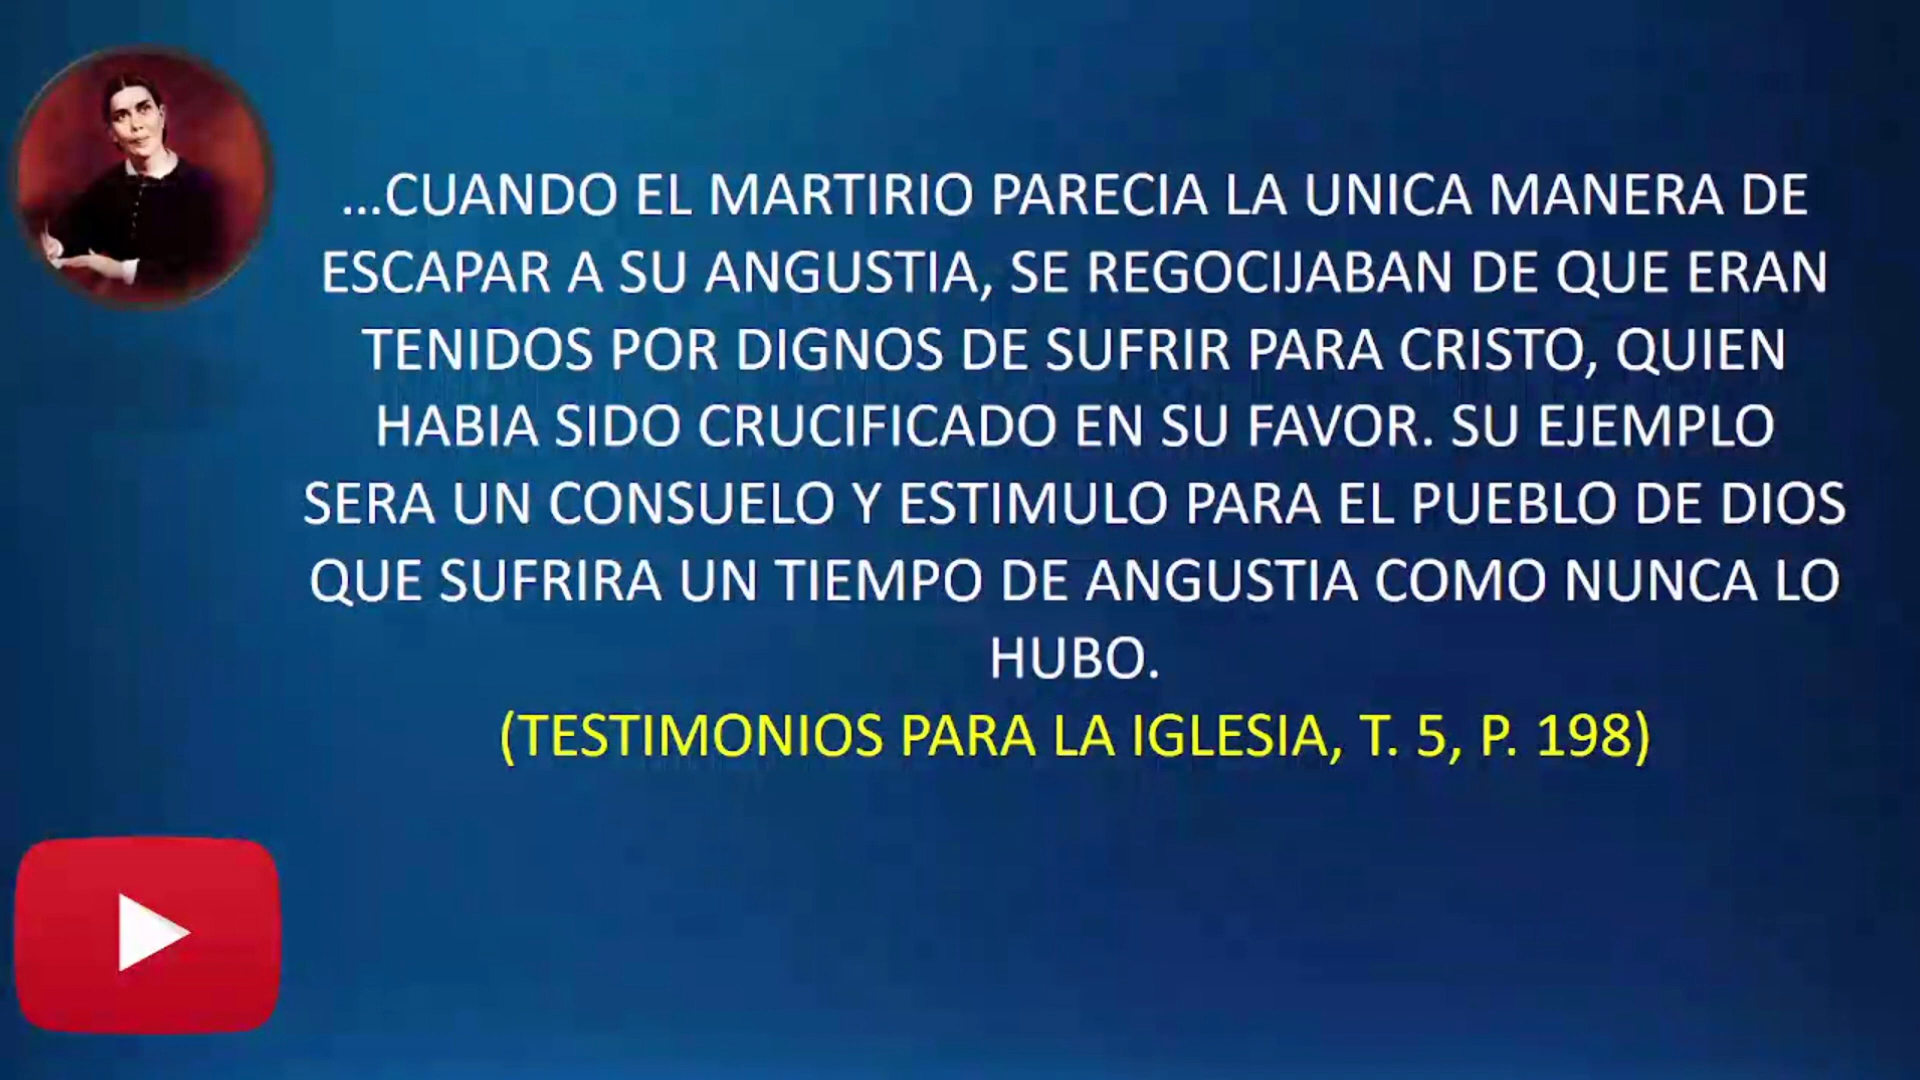 ...CUANDO EL MARTIRIO PARECIA LA UNICA MANERA DE
ESCAPAR A SU ANGUSTIA, SE REGOCIJABAN DE QUE ERAN
TENIDOS POR DIGNOS DE SUFRIR PARA CRISTO, QUIEN
HABIA SIDO CRUCIFICADO EN SU FAVOR. SU EJEMPLO
SERA UN CONSUELO Y ESTIMULO PARA EL PUEBLO DE DIOS
QUE SUFRIRA UN TIEMPO DE ANGUSTIA COMO NUNCA LO
HUBO.
(TESTIMONIOS PARA LA IGLESIA, T. 5, P. 198)